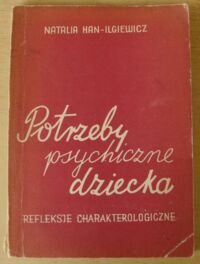 NATALIA HAN-ILGIEWICZ
Potrzeby
psychiczne
dziecka
REFLEKSJE CHARAKTEROLOGICZNE